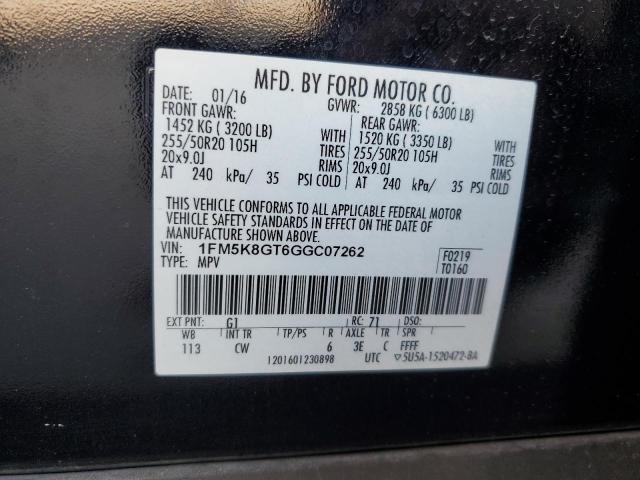 MFD. BY FORD MOTOR CO.
DATE: 01/16 GVWR: 2858 KG ( 6300 LB)
FRONT GAWR: REAR GAWR:
1452 KG ( 3200 LB) WITH 1520 KG ( 3350 LB) WITH
255/50R20 105H TIRES 255/50R20 105H TIRES
20x9.0J RIMS 20x9.0J RIMS
AT 240 kPa/ 35 PSI COLD AT 240 kPa/ 35 PSI COLD
THIS VEHICLE CONFORMS TO ALL APPLICABLE FEDERAL MOTOR
VEHICLE SAFETY STANDARDS IN EFFECT ON THE DATE OF
MANUFACTURE SHOWN ABOVE.
VIN: 1FM5K8GT6GGC07262 F0219
TYPE: MPV T0160
EXT PNT: G1 RC: 71 DSO:
WB INT TR TP/PS R AXLE TR SPR
113 CW 6 3E C FFFF
1201601230898 UTC ▽5U5A-1520472-BA